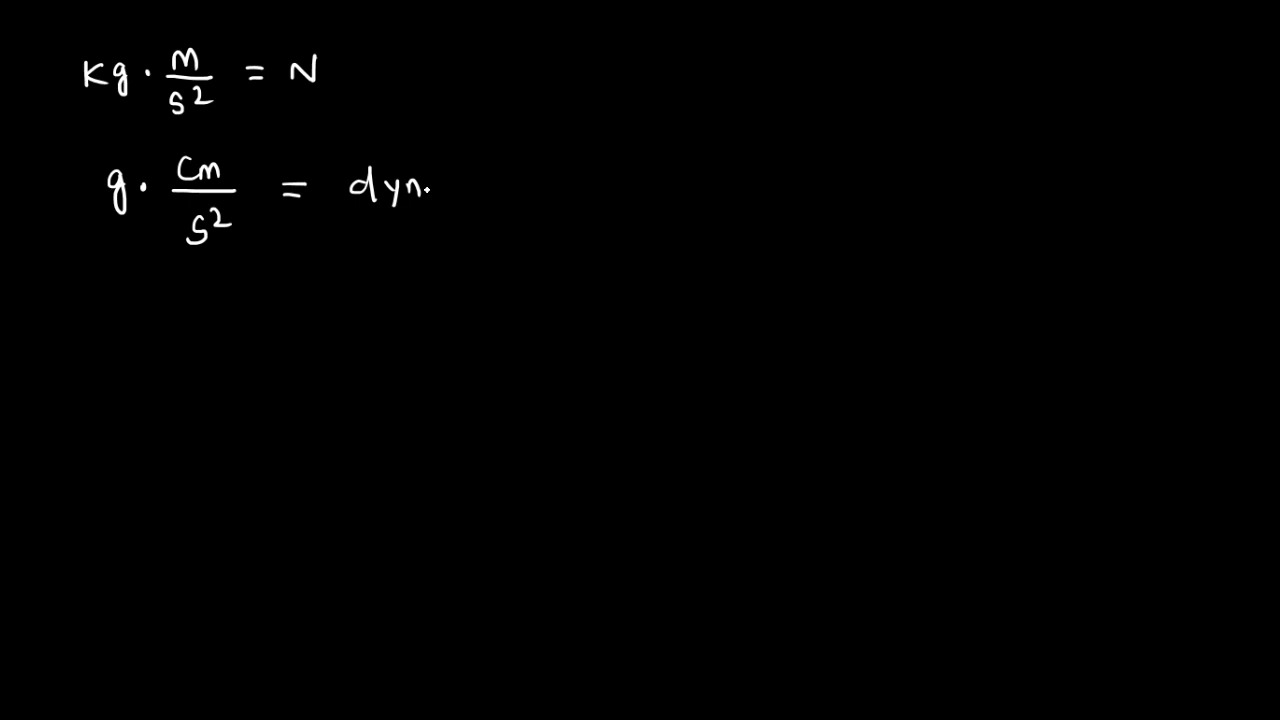 Kg · m/s² = N
g · cm/s² = dyn.